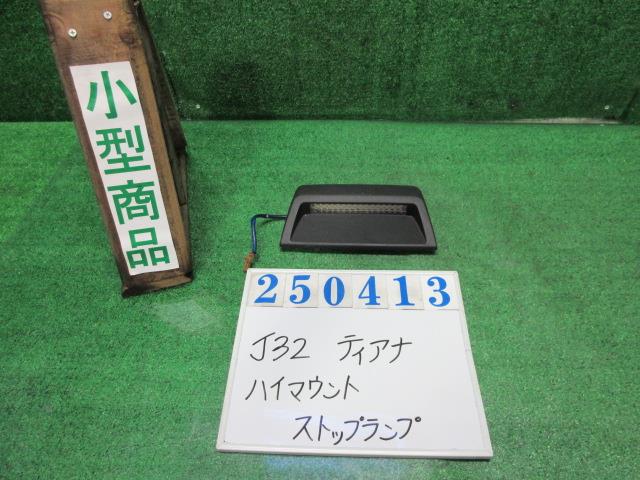 小型商品
250413
J32 ティアナ
ハイマウント
ストップランプ